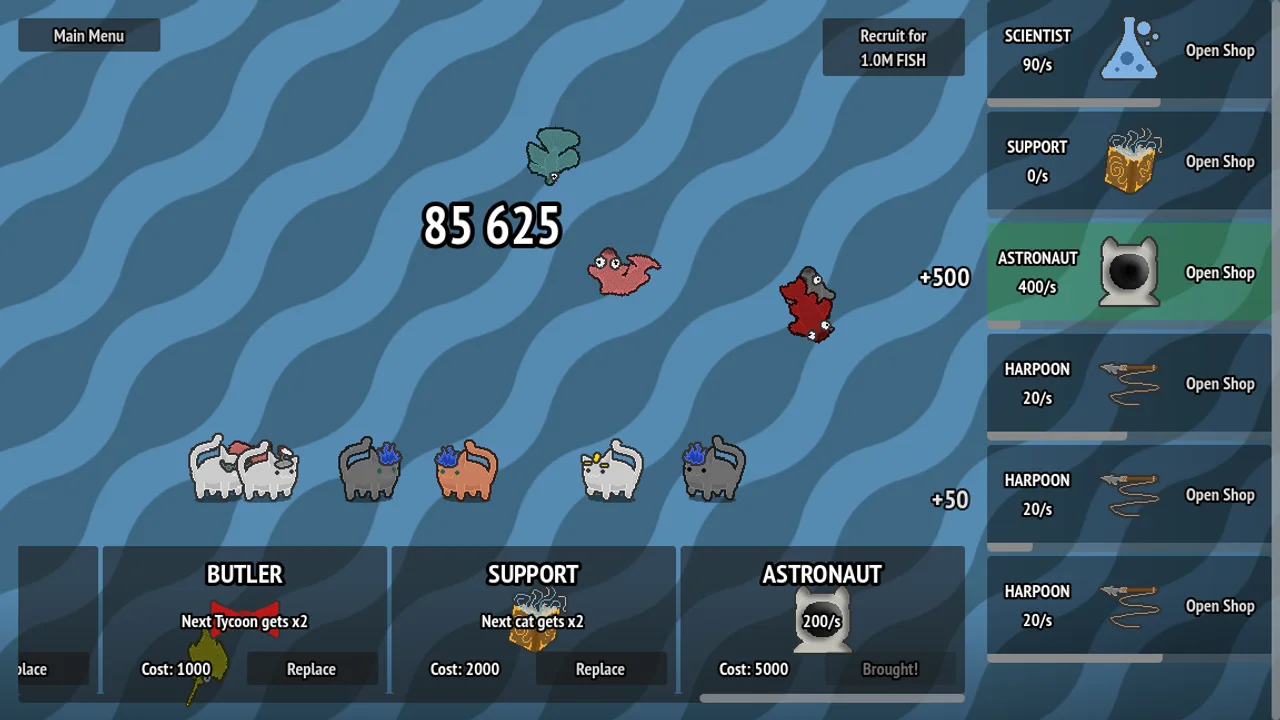 Main Menu
Recruit for
1.0M FISH
85 625
+500
+50
SCIENTIST
90/s
Open Shop
SUPPORT
0/s
Open Shop
ASTRONAUT
400/s
Open Shop
HARPOON
20/s
Open Shop
HARPOON
20/s
Open Shop
HARPOON
20/s
Open Shop
place
BUTLER
Next Tycoon gets x2
Cost: 1000
Replace
SUPPORT
Next cat gets x2
Cost: 2000
Replace
ASTRONAUT
200/s
Cost: 5000
Brought!